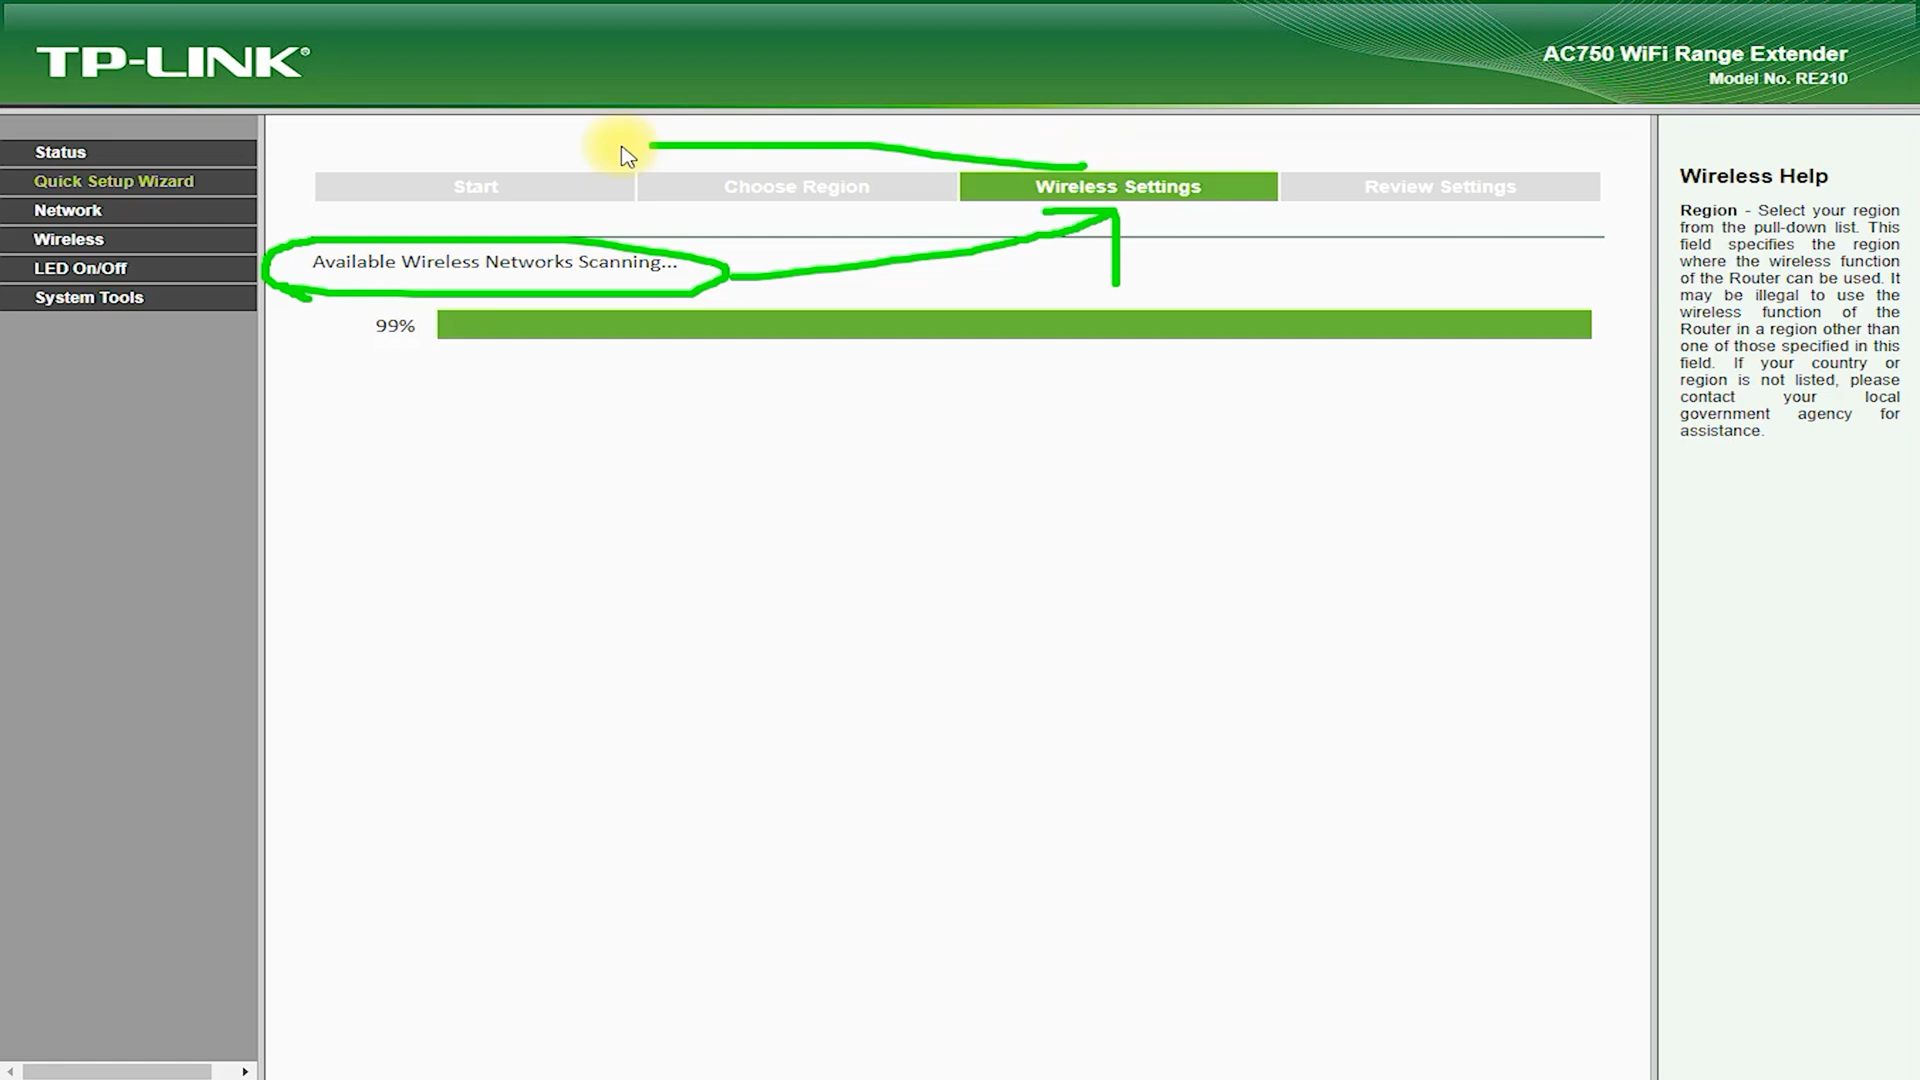 TP-LINK®
AC750 WiFi Range Extender
Model No. RE210
Status
Quick Setup Wizard
Network
Wireless
LED On/Off
System Tools
Start
Choose Region
Wireless Settings
Review Settings
Available Wireless Networks Scanning...
99%
Wireless Help
Region - Select your region
from the pull-down list. This
field specifies the region
where the wireless function
of the Router can be used. It
may be illegal to use the
wireless function of the
Router in a region other than
one of those specified in this
field. If your country or
region is not listed, please
contact your local
government agency for
assistance.